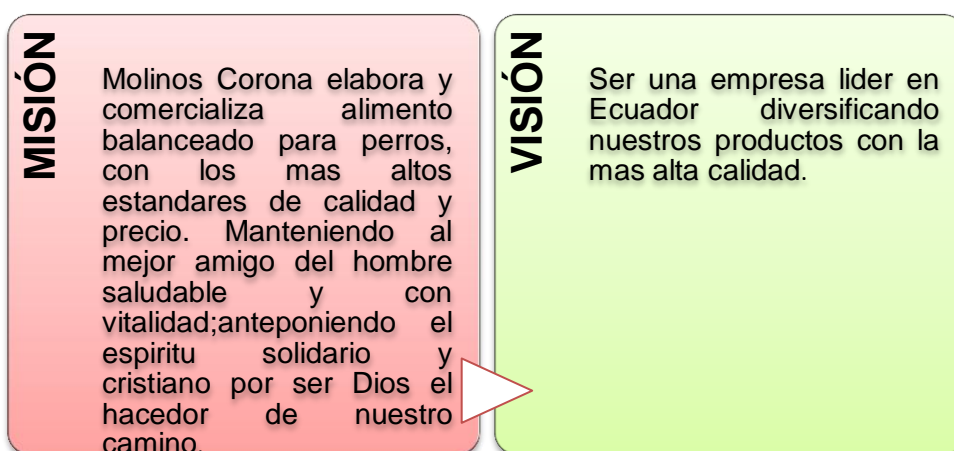 MISIÓN
Molinos Corona elabora y
comercializa alimento
balanceado para perros,
con los mas altos
estandares de calidad y
precio. Manteniendo al
mejor amigo del hombre
saludable y con
vitalidad;anteponiendo el
espiritu solidario y
cristiano por ser Dios el
hacedor de nuestro
camino.
VISIÓN
Ser una empresa lider en
Ecuador diversificando
nuestros productos con la
mas alta calidad.